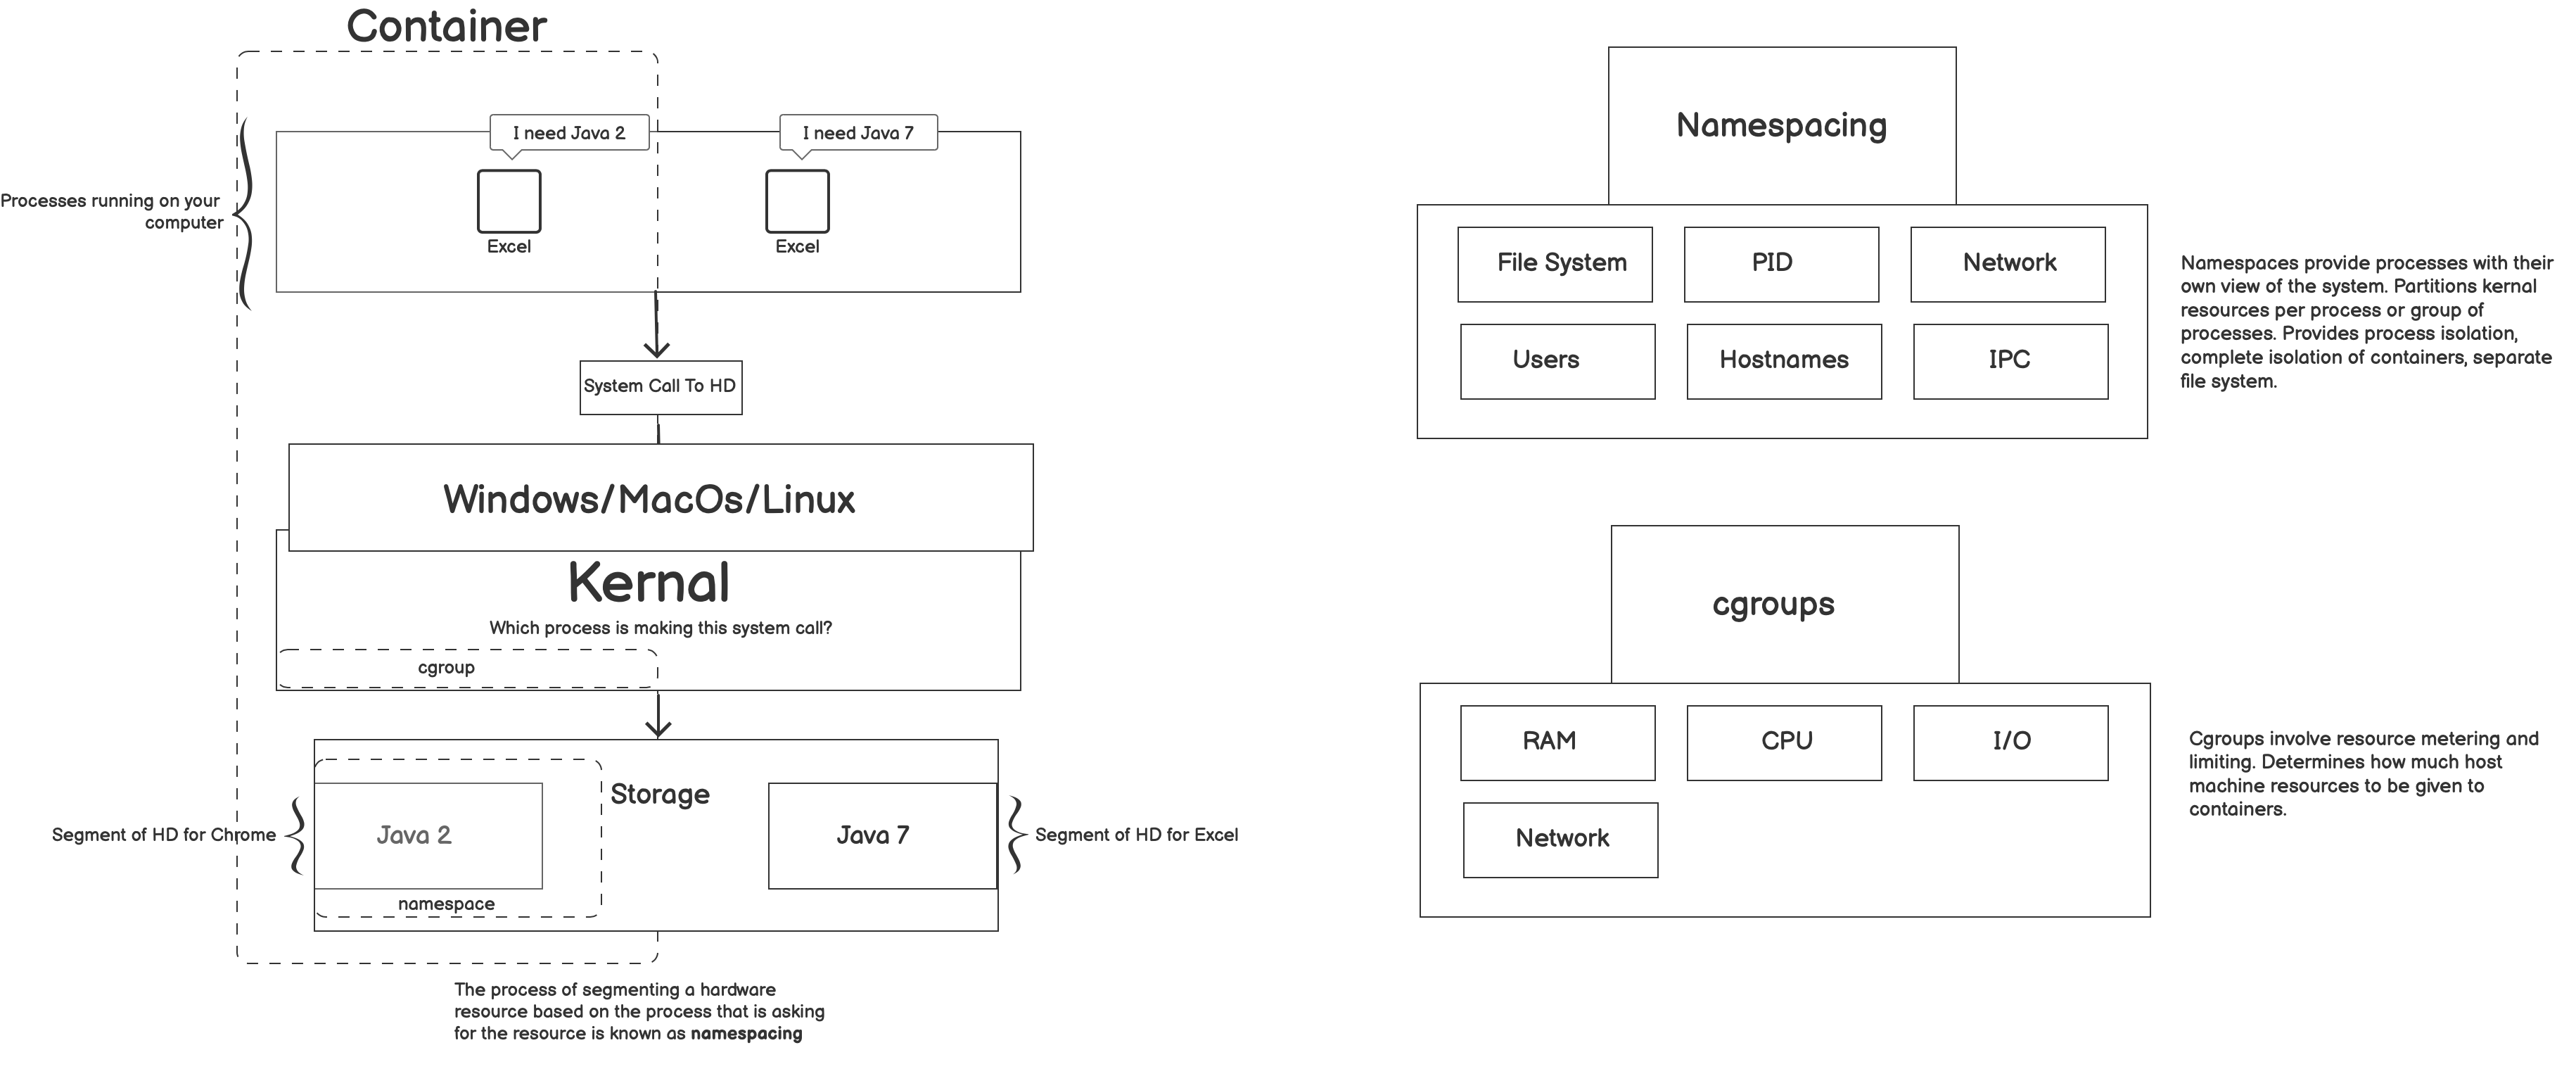 Container
I need Java 2
I need Java 7
Processes running on your
computer
Excel
Excel
System Call To HD
Windows/MacOs/Linux
Kernal
Which process is making this system call?
cgroup
Storage
Segment of HD for Chrome
Java 2
Java 7
Segment of HD for Excel
namespace
The process of segmenting a hardware
resource based on the process that is asking
for the resource is known as namespacing
Namespacing
File System
PID
Network
Users
Hostnames
IPC
Namespaces provide processes with their
own view of the system. Partitions kernal
resources per process or group of
processes. Provides process isolation,
complete isolation of containers, separate
file system.
cgroups
RAM
CPU
I/O
Network
Cgroups involve resource metering and
limiting. Determines how much host
machine resources to be given to
containers.